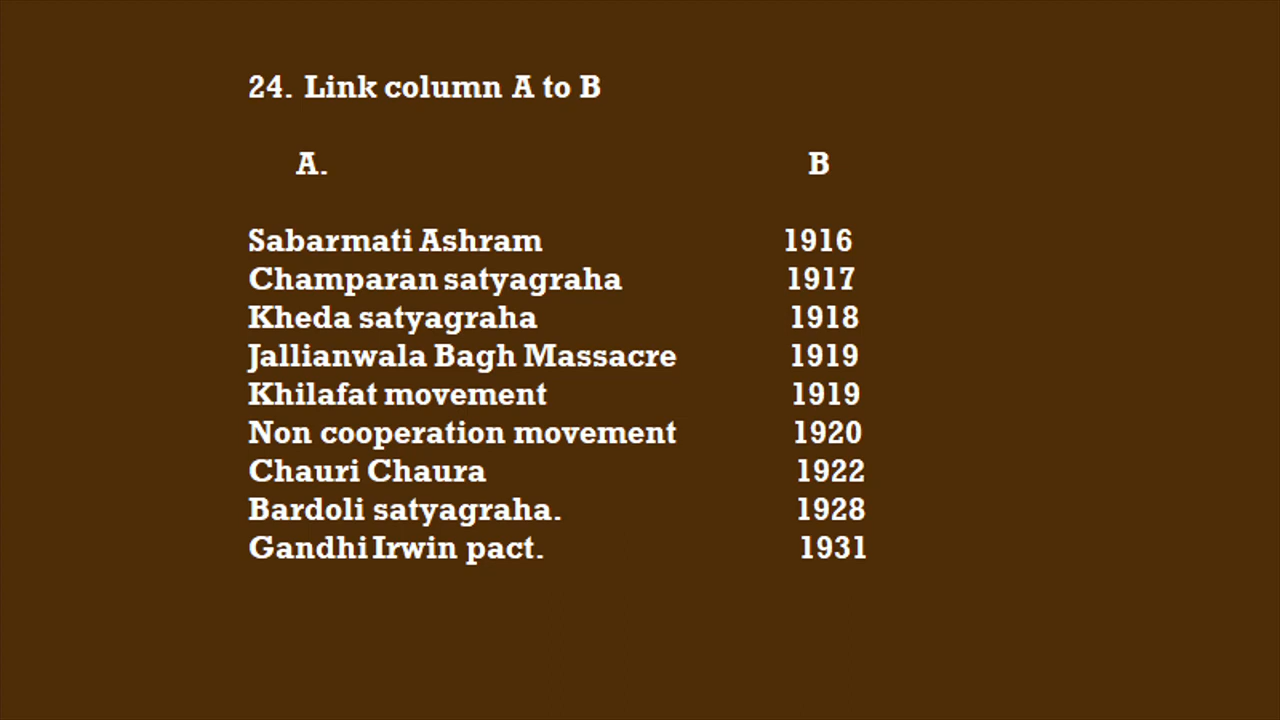 24. Link column A to B
A. B
Sabarmati Ashram 1916
Champaran satyagraha 1917
Kheda satyagraha 1918
Jallianwala Bagh Massacre 1919
Khilafat movement 1919
Non cooperation movement 1920
Chauri Chaura 1922
Bardoli satyagraha. 1928
Gandhi Irwin pact. 1931